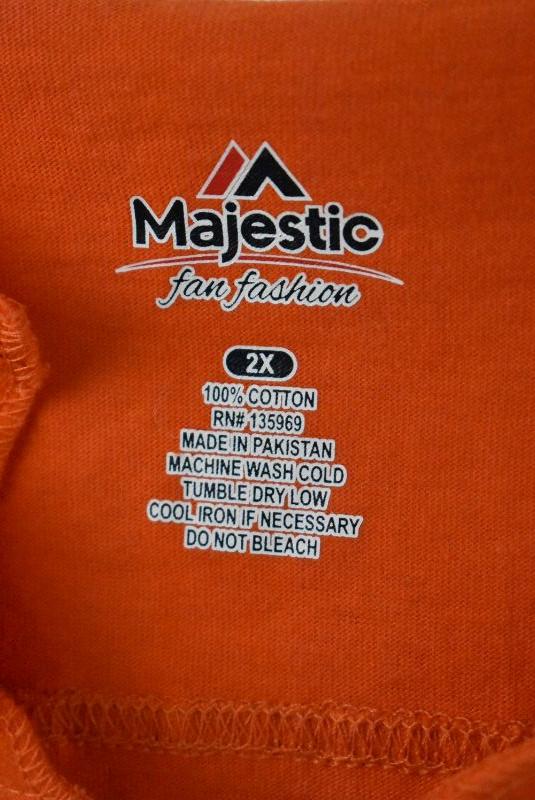 Majestic
fan fashion
2X
100% COTTON
RN# 135969
MADE IN PAKISTAN
MACHINE WASH COLD
TUMBLE DRY LOW
COOL IRON IF NECESSARY
DO NOT BLEACH